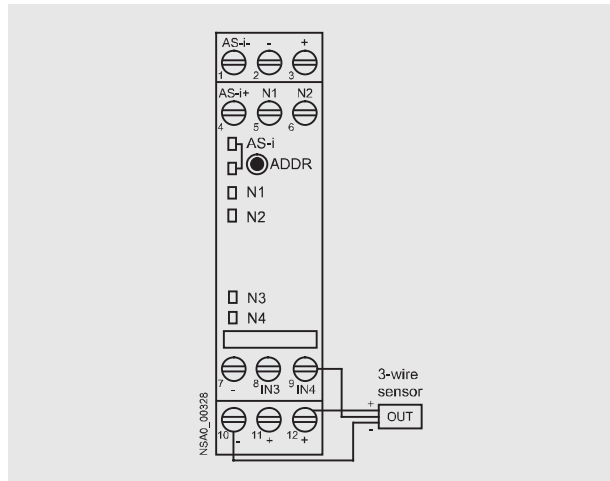 AS-i- - +
1 2 3
AS-i+ N1 N2
4 5 6
AS-i
ADDR
N1
N2
N3
N4
7 - 8 IN3 9 IN4
10 - 11 + 12 +
3-wire
sensor
+
OUT
-
NSA0_00328